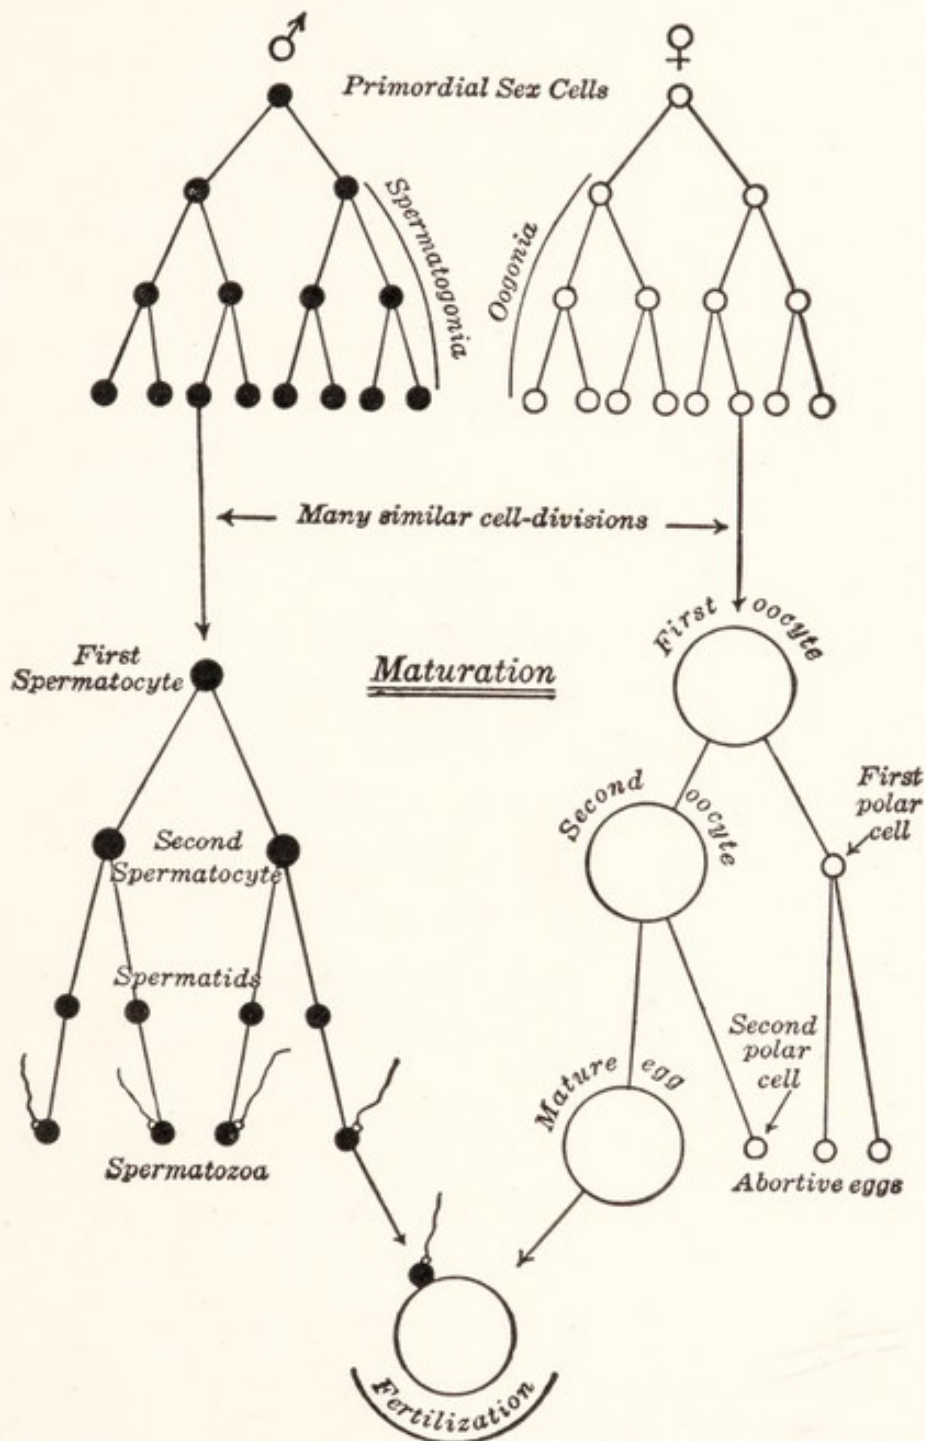 ♂
♀
Primordial Sex Cells
Spermatogonia
Oogonia
Many similar cell-divisions
First
Spermatocyte
Maturation
First oocyte
Second oocyte
First
polar
cell
Second
Spermatocyte
Spermatids
Second
polar
cell
Mature egg
Spermatozoa
Abortive eggs
Fertilization